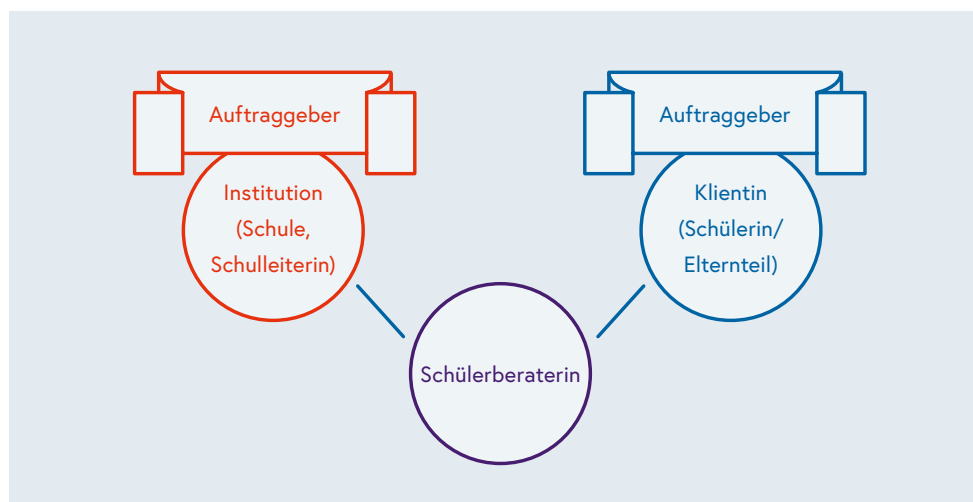 Auftraggeber
Institution
(Schule,
Schulleiterin)
Auftraggeber
Klientin
(Schülerin/
Elternteil)
Schülerberaterin